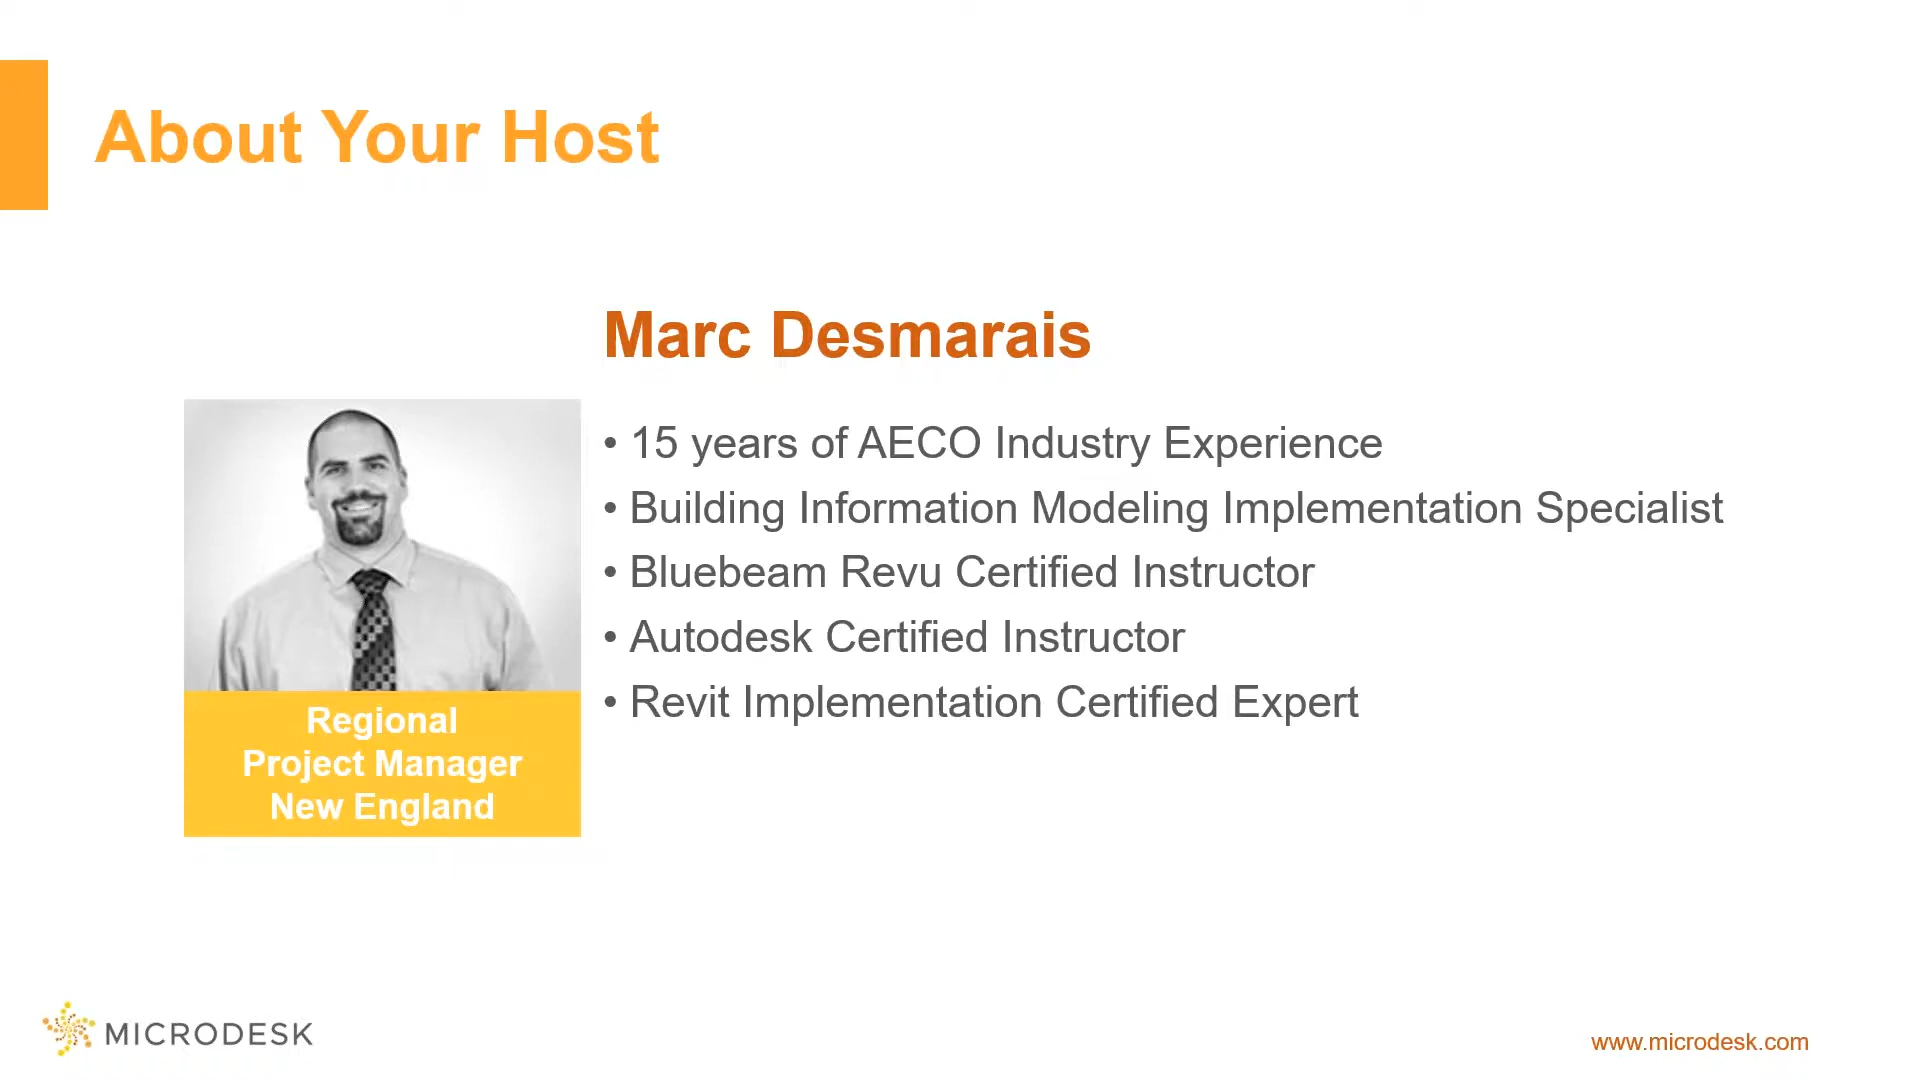 About Your Host
Marc Desmarais
• 15 years of AECO Industry Experience
• Building Information Modeling Implementation Specialist
• Bluebeam Revu Certified Instructor
• Autodesk Certified Instructor
• Revit Implementation Certified Expert
Regional
Project Manager
New England
MICRODESK
www.microdesk.com